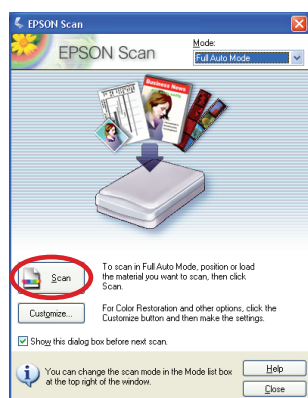 EPSON Scan
EPSON Scan
Mode:
Full Auto Mode
Business News
Scan
To scan in Full Auto Mode, position or load
the material you want to scan, then click
Scan.
Customize...
For Color Restoration and other options, click the
Customize button and then make the settings.
Show this dialog box before next scan.
You can change the scan mode in the Mode list box
at the top right of the window.
Help
Close